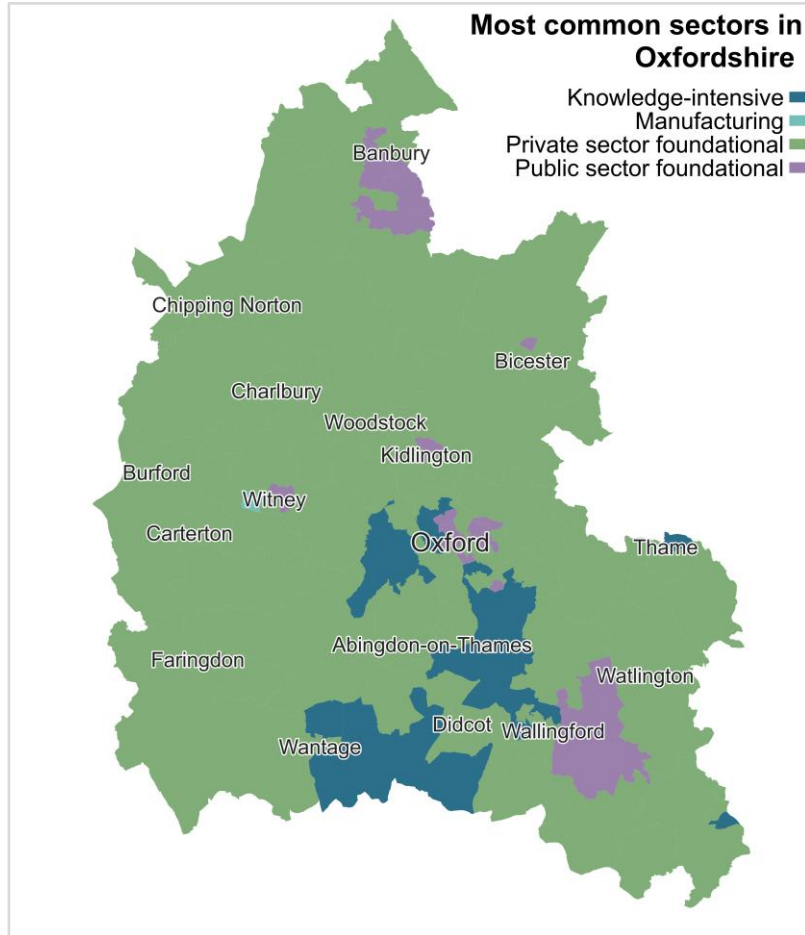 Most common sectors in
Oxfordshire
Knowledge-intensive
Manufacturing
Private sector foundational
Public sector foundational
Banbury
Chipping Norton
Bicester
Charlbury
Woodstock
Kidlington
Burford
Witney
Carterton
Oxford
Thame
Abingdon-on-Thames
Faringdon
Watlington
Didcot
Wallingford
Wantage